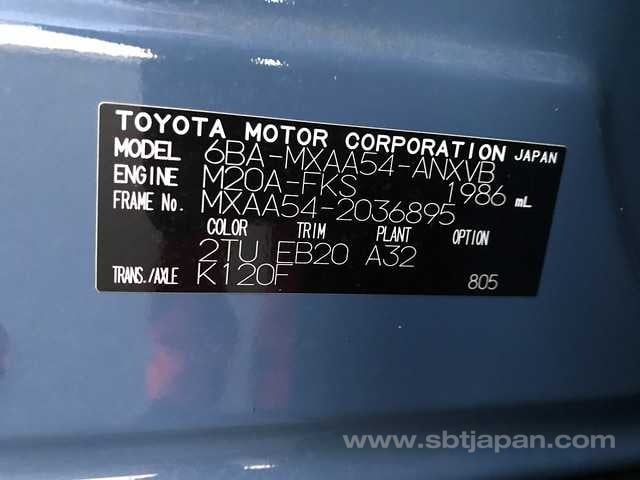 TOYOTA MOTOR CORPORATION JAPAN
MODEL 6BA-MXAA54-ANXVB
ENGINE M20A-FKS 1986 mL
FRAME No. MXAA54-2036895
COLOR TRIM PLANT OPTION
2TU EB20 A32
TRANS./AXLE K120F 805
www.sbtjapan.com